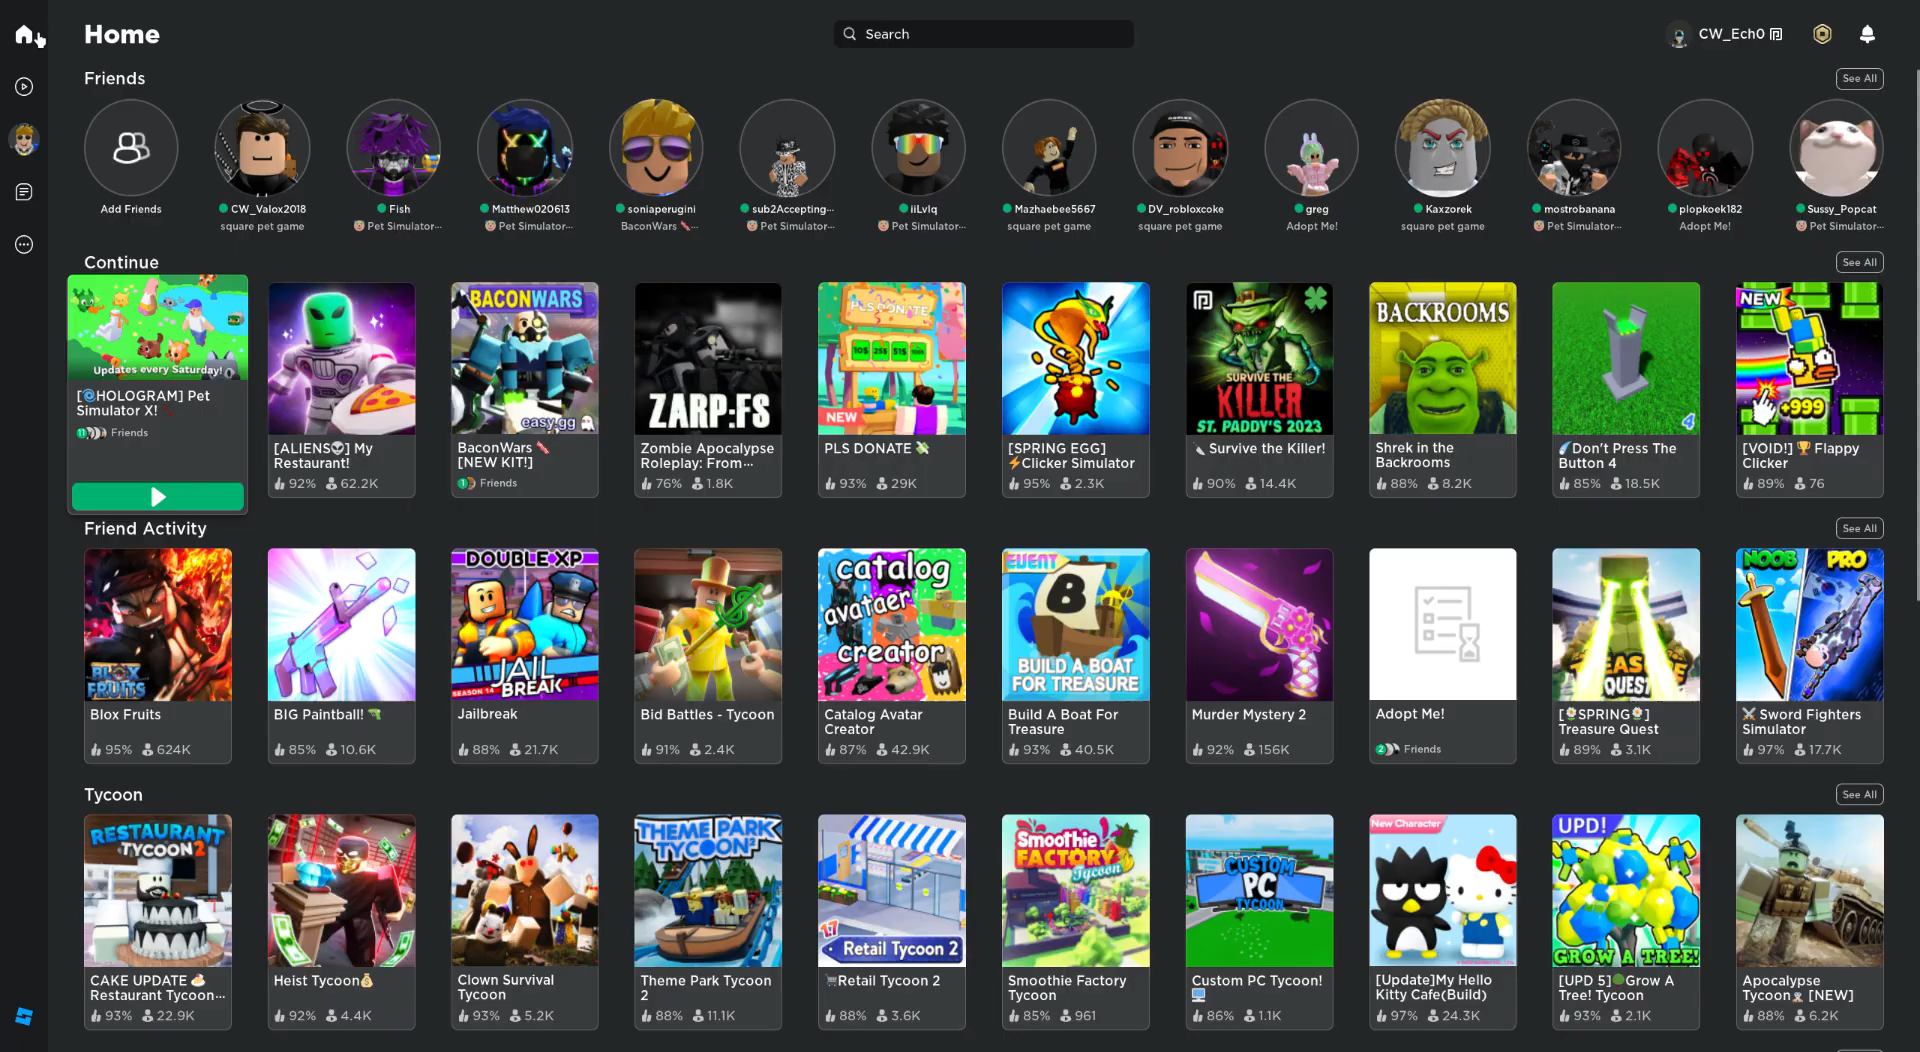 Home
Search
CW_Ech0
Friends
See All
Add Friends
CW_Valox2018
square pet game
Fish
Pet Simulator···
Matthew020613
Pet Simulator···
soniaperugini
BaconWars 🥓···
sub2Accepting···
Pet Simulator···
iiLvlq
Pet Simulator···
Mazhaebee5667
square pet game
DV_robloxcoke
square pet game
greg
Adopt Me!
Kaxzorek
square pet game
mostrobanana
Pet Simulator···
plopkoek182
Adopt Me!
Sussy_Popcat
Pet Simulator···
Continue
See All
Updates every Saturday!
[🌀HOLOGRAM] Pet
Simulator X!
11 Friends
[ALIENS👽] My
Restaurant!
92% 62.2K
BACONWARS
easy.gg
BaconWars 🥓
[NEW KIT!]
1 Friends
ZARP:FS
Zombie Apocalypse
Roleplay: From···
76% 1.8K
PLS DONATE
NEW
PLS DONATE 💸
93% 29K
[SPRING EGG]
⚡Clicker Simulator
95% 2.3K
SURVIVE THE
KILLER
ST. PADDY'S 2023
🔪 Survive the Killer!
90% 14.4K
BACKROOMS
Shrek in the
Backrooms
88% 8.2K
4
Don't Press The
Button 4
85% 18.5K
NEW
+999
[VOID!] 🏆Flappy
Clicker
89% 76
Friend Activity
See All
BLOX
FRUITS
Blox Fruits
95% 624K
BIG Paintball! 🔫
85% 10.6K
DOUBLE XP
JAIL
BREAK
SEASON 14
Jailbreak
88% 21.7K
Bid Battles - Tycoon
91% 2.4K
catalog
avataer
creator
Catalog Avatar
Creator
87% 42.9K
EVENT
B
BUILD A BOAT
FOR TREASURE
Build A Boat For
Treasure
93% 40.5K
Murder Mystery 2
92% 156K
Adopt Me!
2 Friends
TREASURE
QUEST
[🌼SPRING🌼]
Treasure Quest
89% 3.1K
NOOB PRO
⚔️ Sword Fighters
Simulator
97% 17.7K
Tycoon
See All
RESTAURANT
TYCOON 2
CAKE UPDATE 🍰
Restaurant Tycoon···
93% 22.9K
Heist Tycoon💰
92% 4.4K
Clown Survival
Tycoon
93% 5.2K
THEME PARK
TYCOON 2
Theme Park Tycoon
2
88% 11.1K
1.7
Retail Tycoon 2
🛒Retail Tycoon 2
88% 3.6K
Smoothie
FACTORY
Tycoon
Smoothie Factory
Tycoon
85% 961
CUSTOM
PC
TYCOON
Custom PC Tycoon!
🖥️
86% 1.1K
New Character
[Update]My Hello
Kitty Cafe(Build)
97% 24.3K
UPD!
GROW A TREE!
[UPD 5]🌳Grow A
Tree! Tycoon
93% 2.1K
Apocalypse
Tycoon [NEW]
88% 6.2K